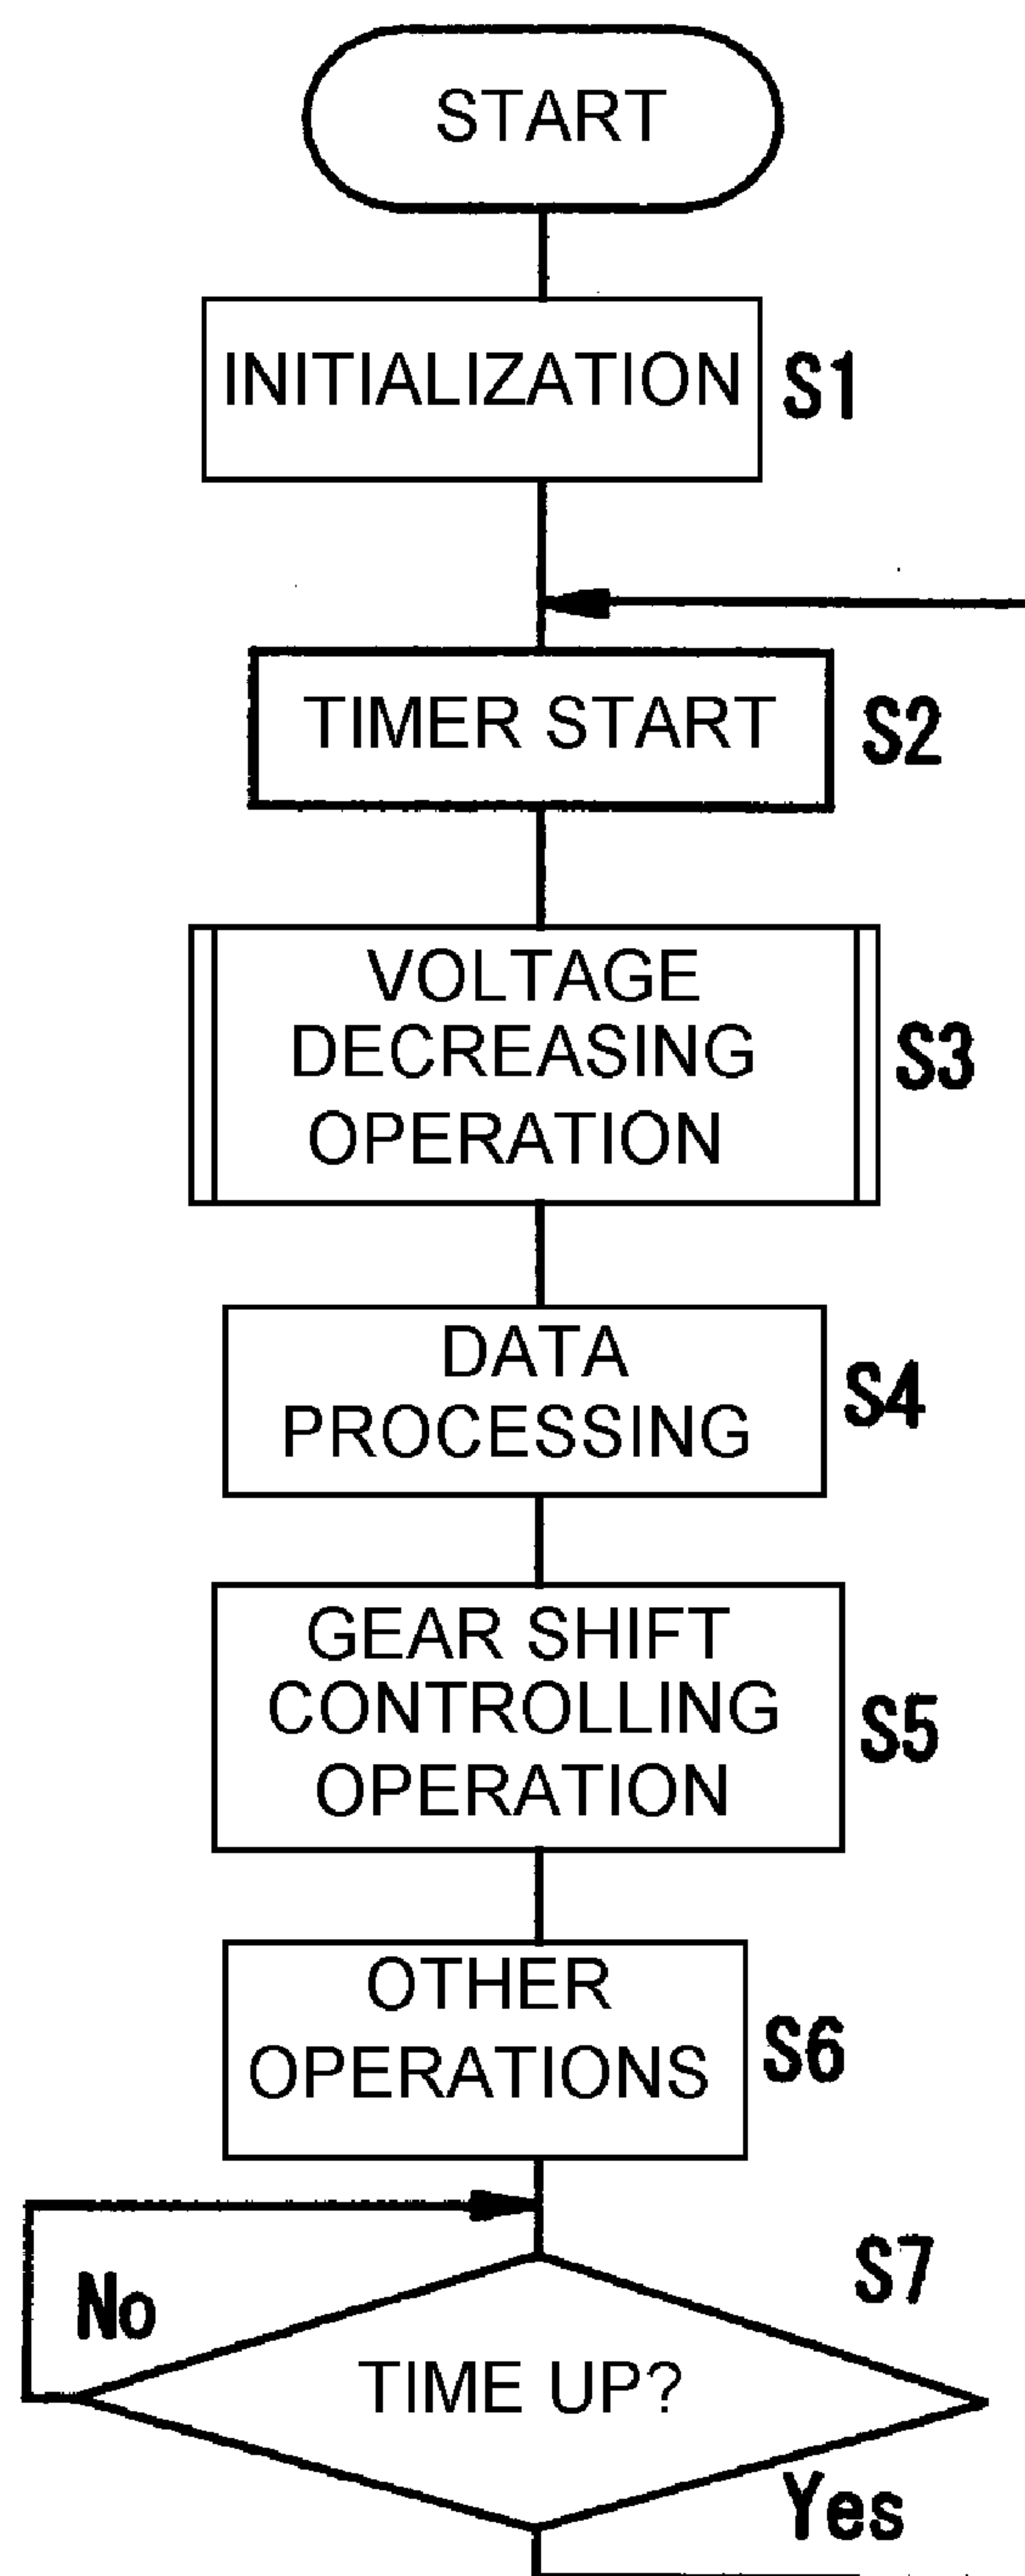 START
INITIALIZATION S1
TIMER START S2
VOLTAGE
DECREASING
OPERATION
S3
DATA
PROCESSING
S4
GEAR SHIFT
CONTROLLING
OPERATION
S5
OTHER
OPERATIONS
S6
S7
No
TIME UP?
Yes